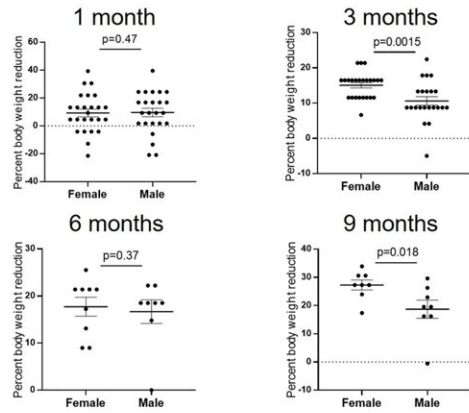 1 month
p=0.47
Percent body weight reduction
60
40
20
0
-20
-40
Female Male
3 months
p=0.0015
Percent body weight reduction
30
20
10
0
-10
Female Male
6 months
p=0.37
Percent body weight reduction
30
20
10
0
Female Male
9 months
p=0.018
Percent body weight reduction
40
30
20
10
0
-10
Female Male